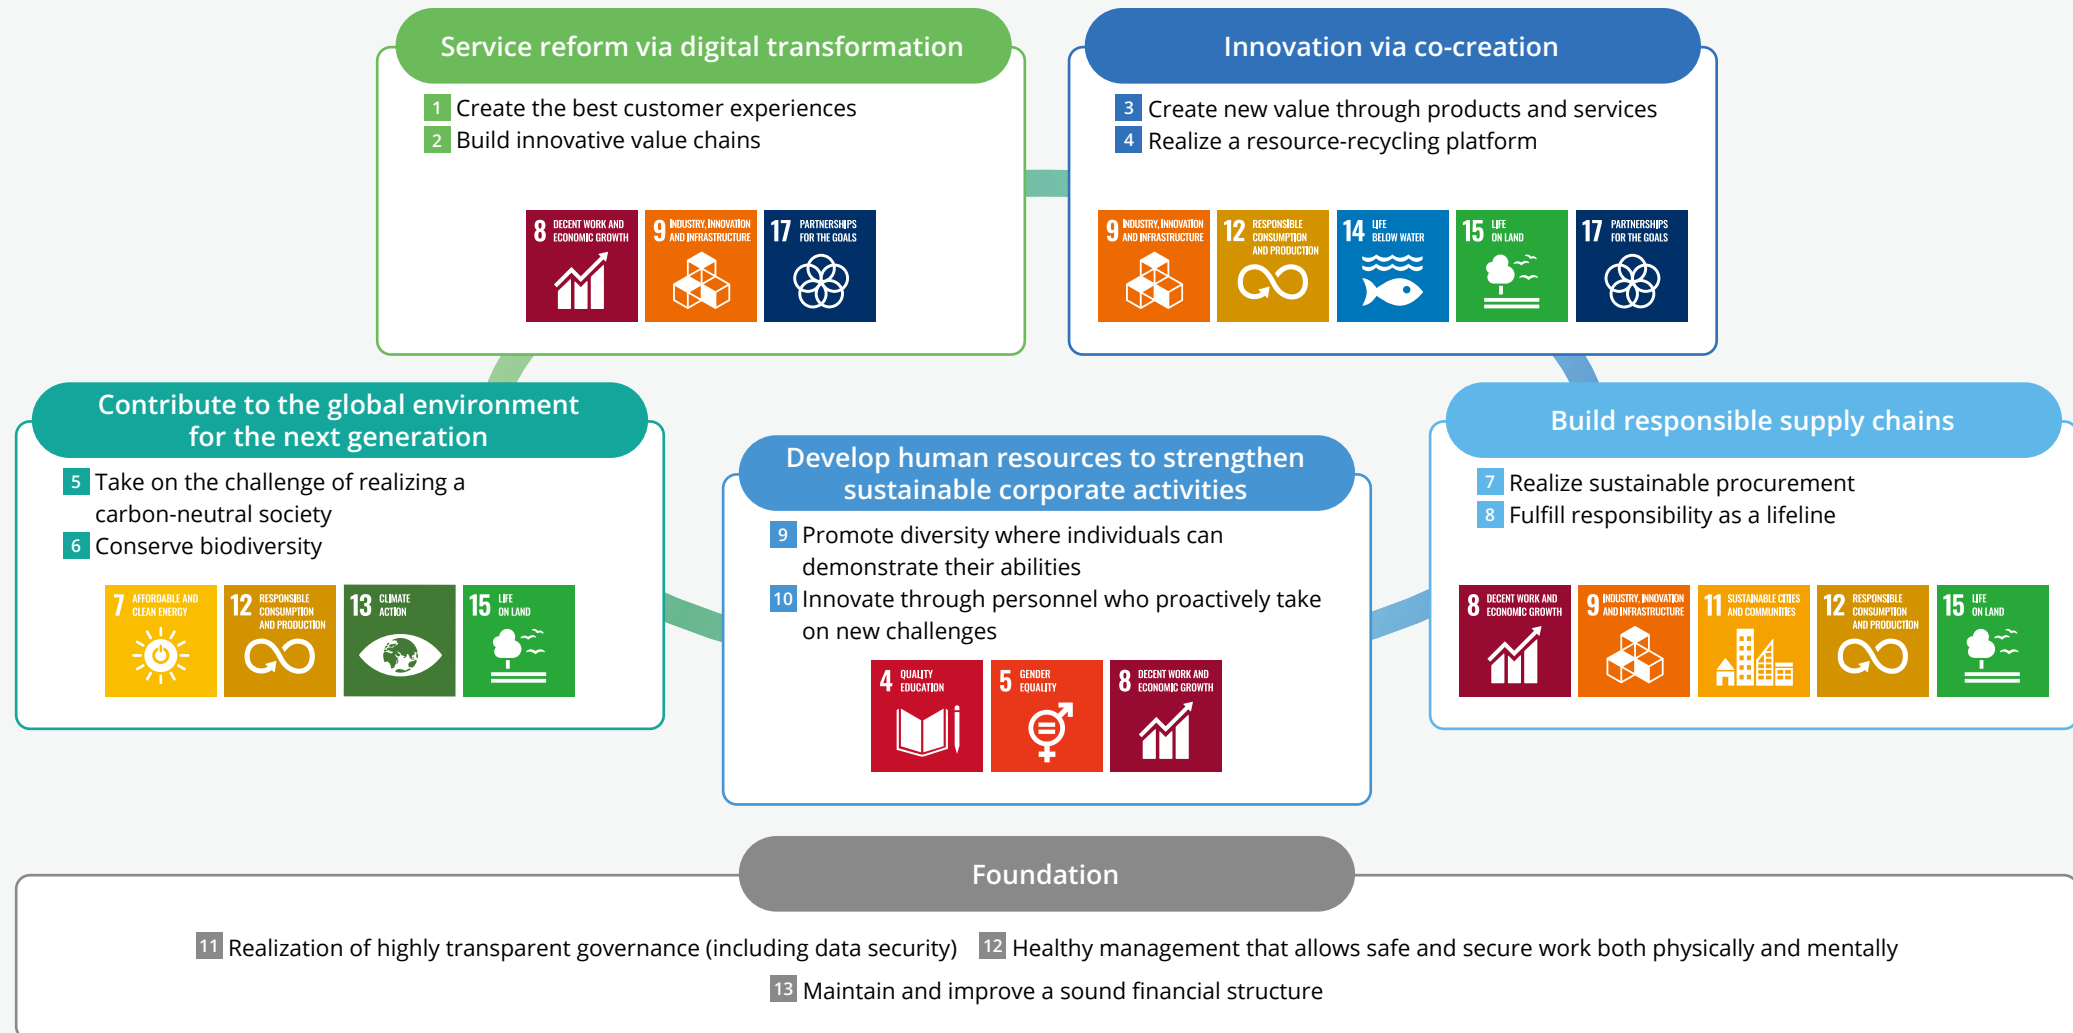 Service reform via digital transformation
1 Create the best customer experiences
2 Build innovative value chains
8 DECENT WORK AND
ECONOMIC GROWTH
9 INDUSTRY, INNOVATION
AND INFRASTRUCTURE
17 PARTNERSHIPS
FOR THE GOALS
Innovation via co-creation
3 Create new value through products and services
4 Realize a resource-recycling platform
9 INDUSTRY, INNOVATION
AND INFRASTRUCTURE
12 RESPONSIBLE
CONSUMPTION
AND PRODUCTION
14 LIFE
BELOW WATER
15 LIFE
ON LAND
17 PARTNERSHIPS
FOR THE GOALS
Contribute to the global environment
for the next generation
5 Take on the challenge of realizing a
carbon-neutral society
6 Conserve biodiversity
7 AFFORDABLE AND
CLEAN ENERGY
12 RESPONSIBLE
CONSUMPTION
AND PRODUCTION
13 CLIMATE
ACTION
15 LIFE
ON LAND
Develop human resources to strengthen
sustainable corporate activities
9 Promote diversity where individuals can
demonstrate their abilities
10 Innovate through personnel who proactively take
on new challenges
4 QUALITY
EDUCATION
5 GENDER
EQUALITY
8 DECENT WORK AND
ECONOMIC GROWTH
Build responsible supply chains
7 Realize sustainable procurement
8 Fulfill responsibility as a lifeline
8 DECENT WORK AND
ECONOMIC GROWTH
9 INDUSTRY, INNOVATION
AND INFRASTRUCTURE
11 SUSTAINABLE CITIES
AND COMMUNITIES
12 RESPONSIBLE
CONSUMPTION
AND PRODUCTION
15 LIFE
ON LAND
Foundation
11 Realization of highly transparent governance (including data security) 12 Healthy management that allows safe and secure work both physically and mentally
13 Maintain and improve a sound financial structure